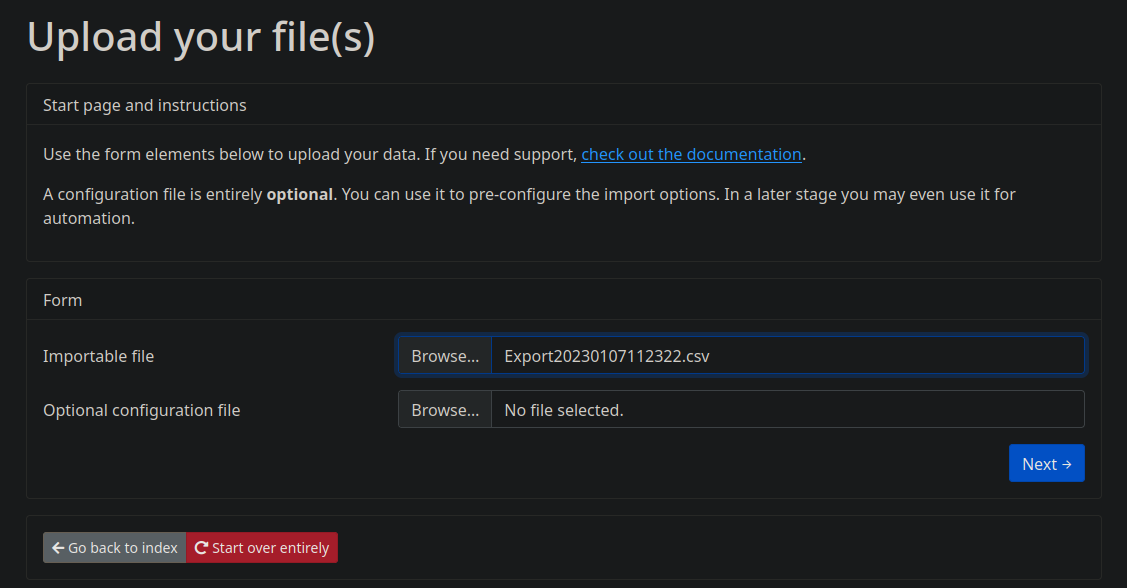 Upload your file(s)
Start page and instructions
Use the form elements below to upload your data. If you need support, check out the documentation.
A configuration file is entirely optional. You can use it to pre-configure the import options. In a later stage you may even use it for
automation.
Form
Importable file
Browse... Export20230107112322.csv
Optional configuration file
Browse... No file selected.
Next →
← Go back to index
Start over entirely